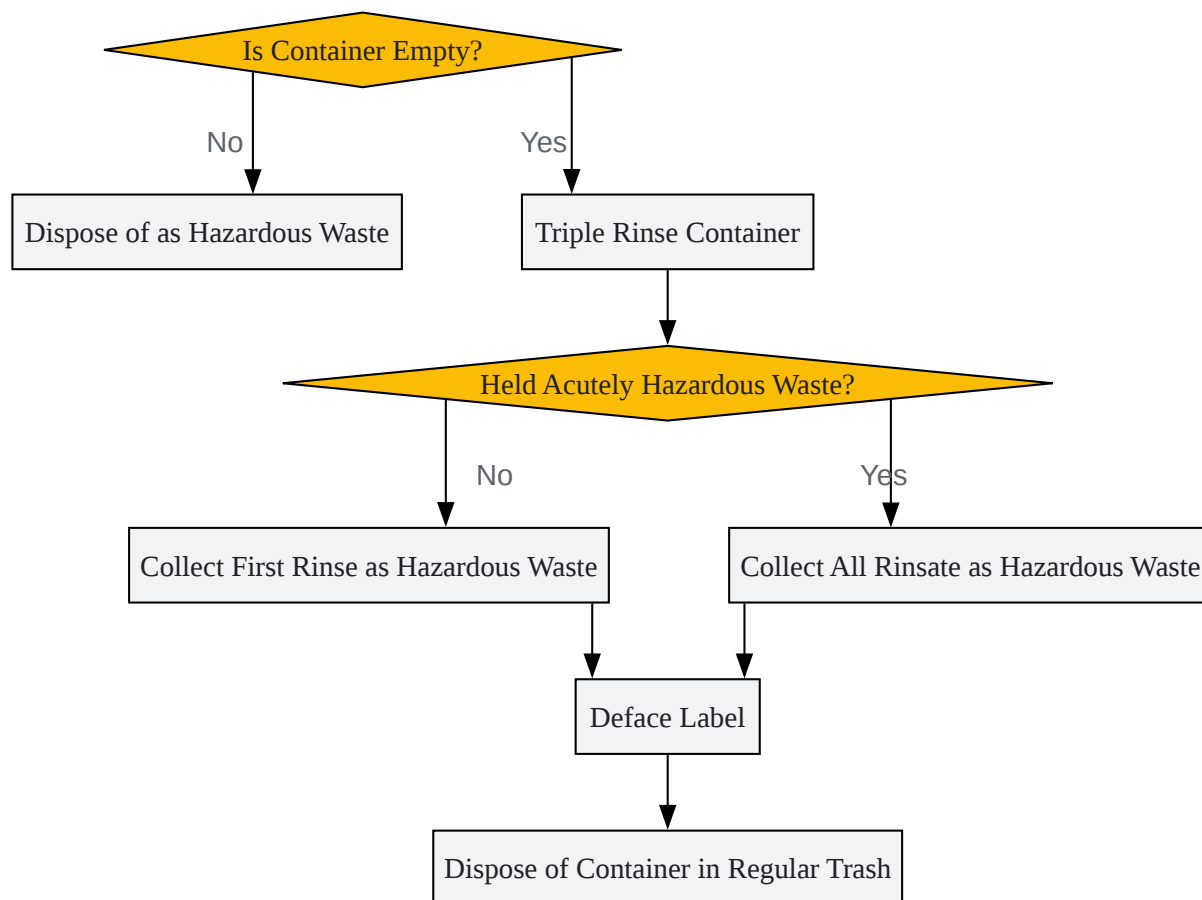 Is Container Empty?
No
Yes
Dispose of as Hazardous Waste
Triple Rinse Container
Held Acutely Hazardous Waste?
No
Yes
Collect First Rinse as Hazardous Waste
Collect All Rinsate as Hazardous Waste
Deface Label
Dispose of Container in Regular Trash